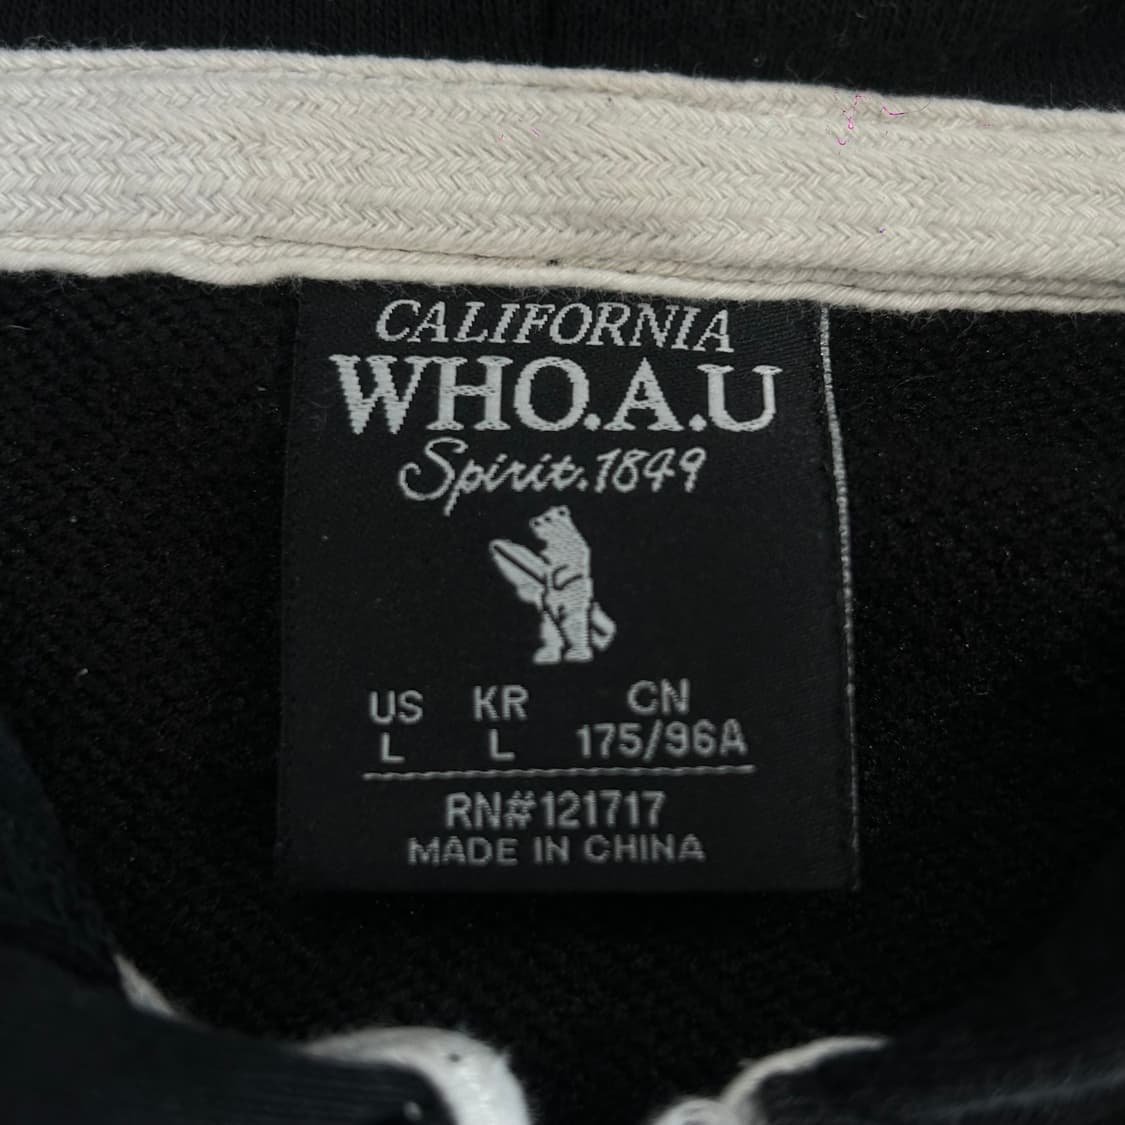 CALIFORNIA
WHO.A.U
Spirit.1849
US KR CN
L L 175/96A
RN#121717
MADE IN CHINA